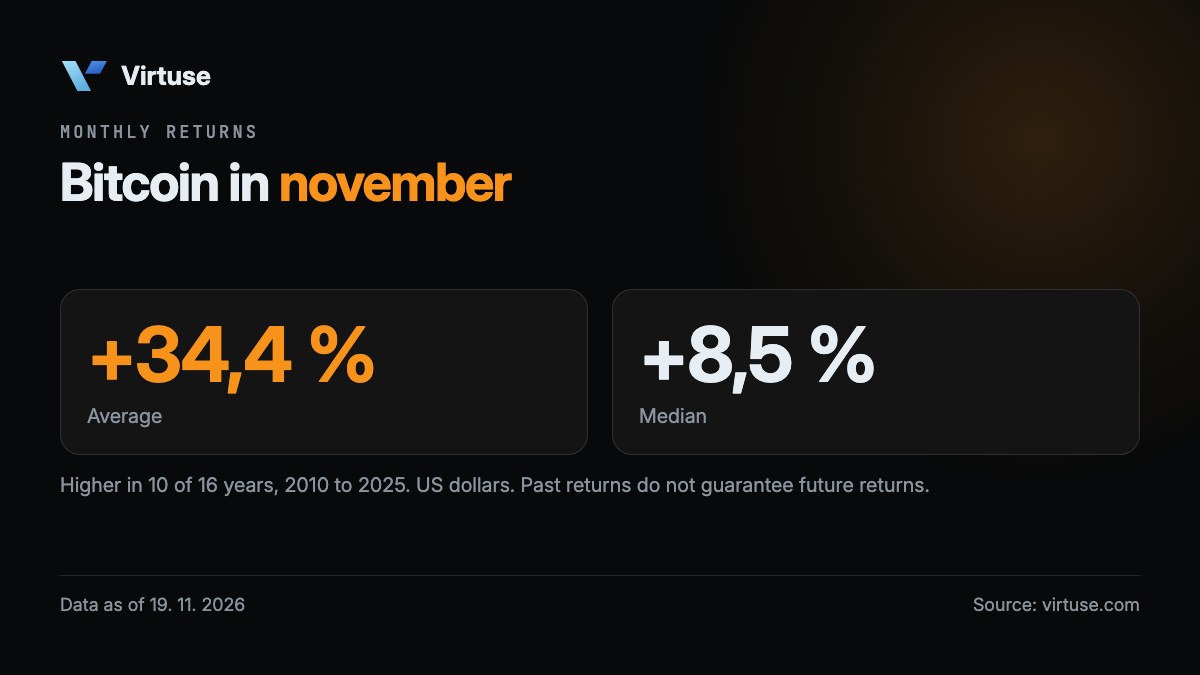 Virtuse
MONTHLY RETURNS
Bitcoin in november
+34,4 %
Average
+8,5 %
Median
Higher in 10 of 16 years, 2010 to 2025. US dollars. Past returns do not guarantee future returns.
Data as of 19. 11. 2026
Source: virtuse.com